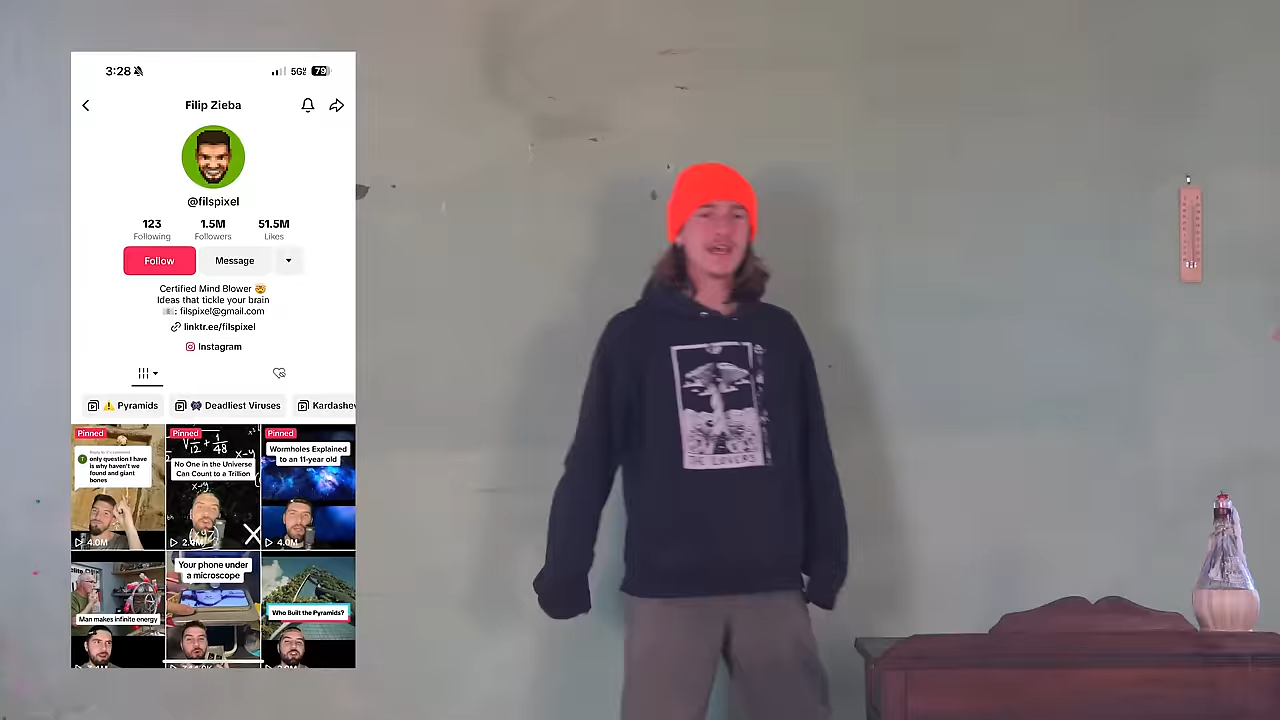 3:28
5G
79
Filip Zieba
@filspixel
123
1.5M
51.5M
Following
Followers
Likes
Follow
Message
Certified Mind Blower 🤯
Ideas that tickle your brain
📧: filspixel@gmail.com
linktr.ee/filspixel
Instagram
⚠️ Pyramids
Deadliest Viruses
Kardashev
Pinned
only question I have
is why haven't we
found and giant
bones
4.0M
Pinned
No One in the Universe
Can Count to a Trillion
Pinned
Wormholes Explained
to an 11-year old
4.0M
Man makes infinite energy
Your phone under
a microscope
Who Built the Pyramids?
THE LOVERS